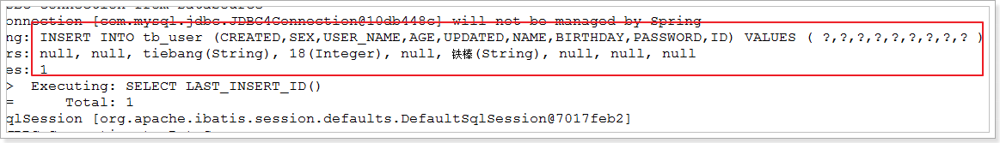 onnection [com.mysql.jdbc.JDBC4Connection@10db448c] will not be managed by Spring
ng: INSERT INTO tb_user (CREATED,SEX,USER_NAME,AGE,UPDATED,NAME,BIRTHDAY,PASSWORD,ID) VALUES ( ?,?,?,?,?,?,?,?,? )
rs: null, null, tiebang(String), 18(Integer), null, 铁棒(String), null, null, null
es: 1
> Executing: SELECT LAST_INSERT_ID()
= Total: 1
qlSession [org.apache.ibatis.session.defaults.DefaultSqlSession@7017feb2]